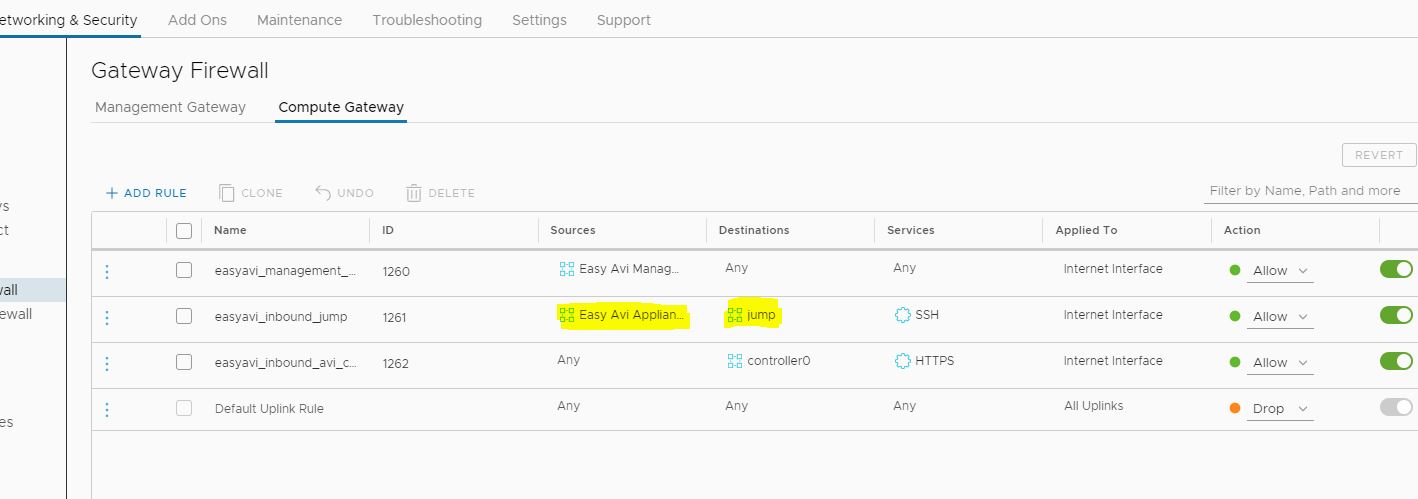 etworking & Security Add Ons Maintenance Troubleshooting Settings Support
Gateway Firewall
Management Gateway Compute Gateway
REVERT
ADD RULE CLONE UNDO DELETE Filter by Name, Path and more
ys
ct
wall
ewall
es
Name ID Sources Destinations Services Applied To Action
easyavi_management_... 1260 Easy Avi Manag... Any Any Internet Interface Allow
easyavi_inbound_jump 1261 Easy Avi Applian... jump SSH Internet Interface Allow
easyavi_inbound_avi_c... 1262 Any controller0 HTTPS Internet Interface Allow
Default Uplink Rule Any Any Any All Uplinks Drop